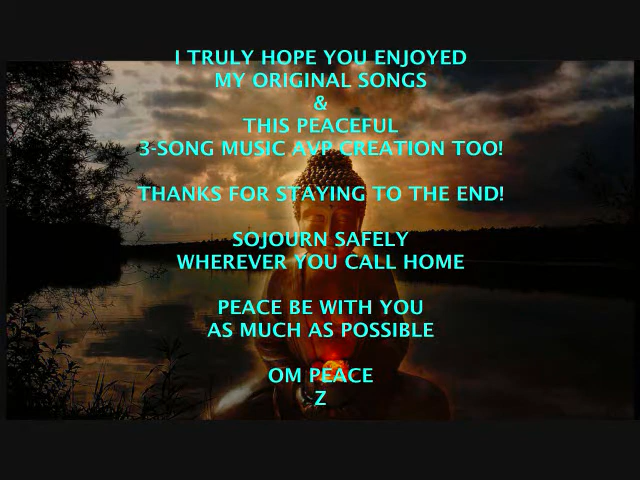 I TRULY HOPE YOU ENJOYED
MY ORIGINAL SONGS
&
THIS PEACEFUL
3-SONG MUSIC AVP CREATION TOO!
THANKS FOR STAYING TO THE END!
SOJOURN SAFELY
WHEREVER YOU CALL HOME
PEACE BE WITH YOU
AS MUCH AS POSSIBLE
OM PEACE
Z